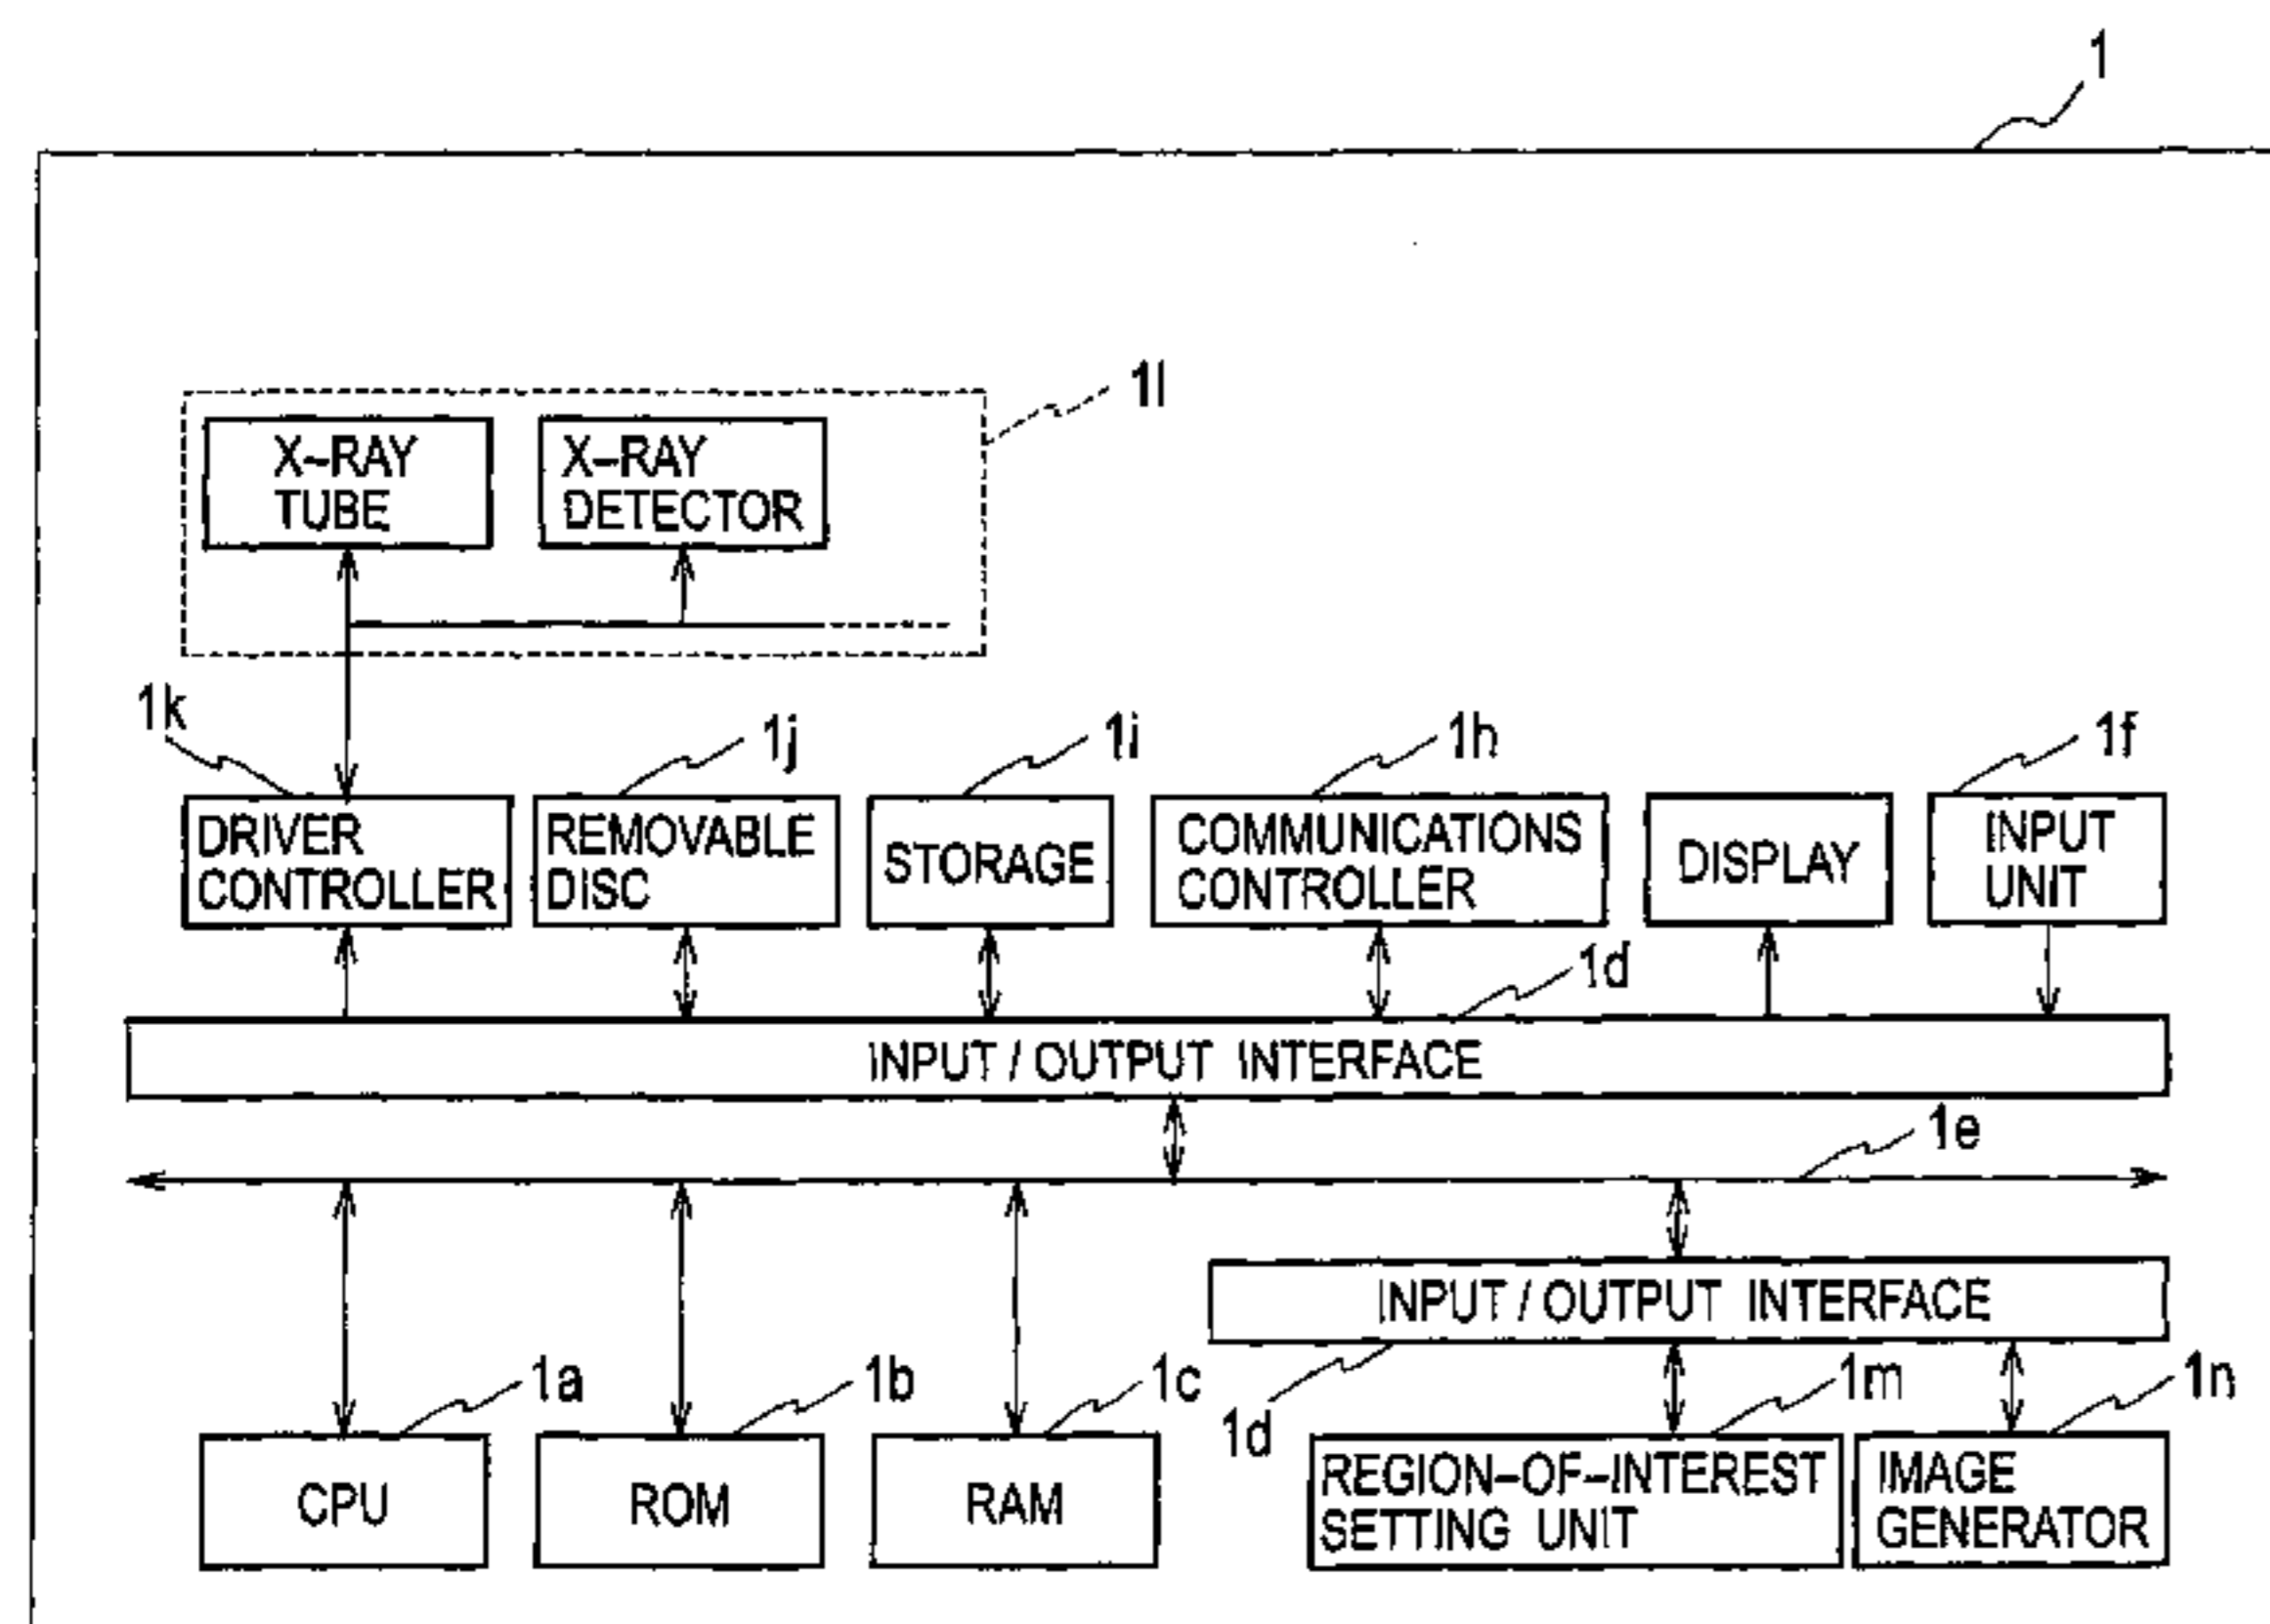 1
1l
X-RAY
TUBE
X-RAY
DETECTOR
1k
1j
1i
1h
1f
DRIVER
CONTROLLER
REMOVABLE
DISC
STORAGE
COMMUNICATIONS
CONTROLLER
DISPLAY
INPUT
UNIT
1d
INPUT / OUTPUT INTERFACE
1e
INPUT / OUTPUT INTERFACE
1a
1b
1c
1d
1m
1n
CPU
ROM
RAM
REGION-OF-INTEREST
SETTING UNIT
IMAGE
GENERATOR